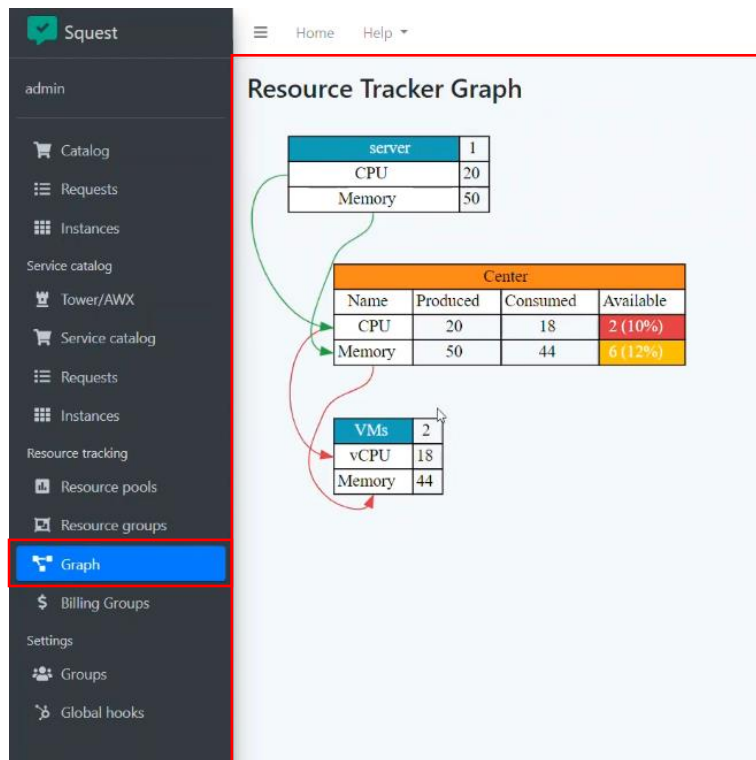 Squest
Home Help
admin
Catalog
Requests
Instances
Service catalog
Tower/AWX
Service catalog
Requests
Instances
Resource tracking
Resource pools
Resource groups
Graph
Billing Groups
Settings
Groups
Global hooks
Resource Tracker Graph
server 1
CPU 20
Memory 50
Center
Name Produced Consumed Available
CPU 20 18 2 (10%)
Memory 50 44 6 (12%)
VMs 2
vCPU 18
Memory 44